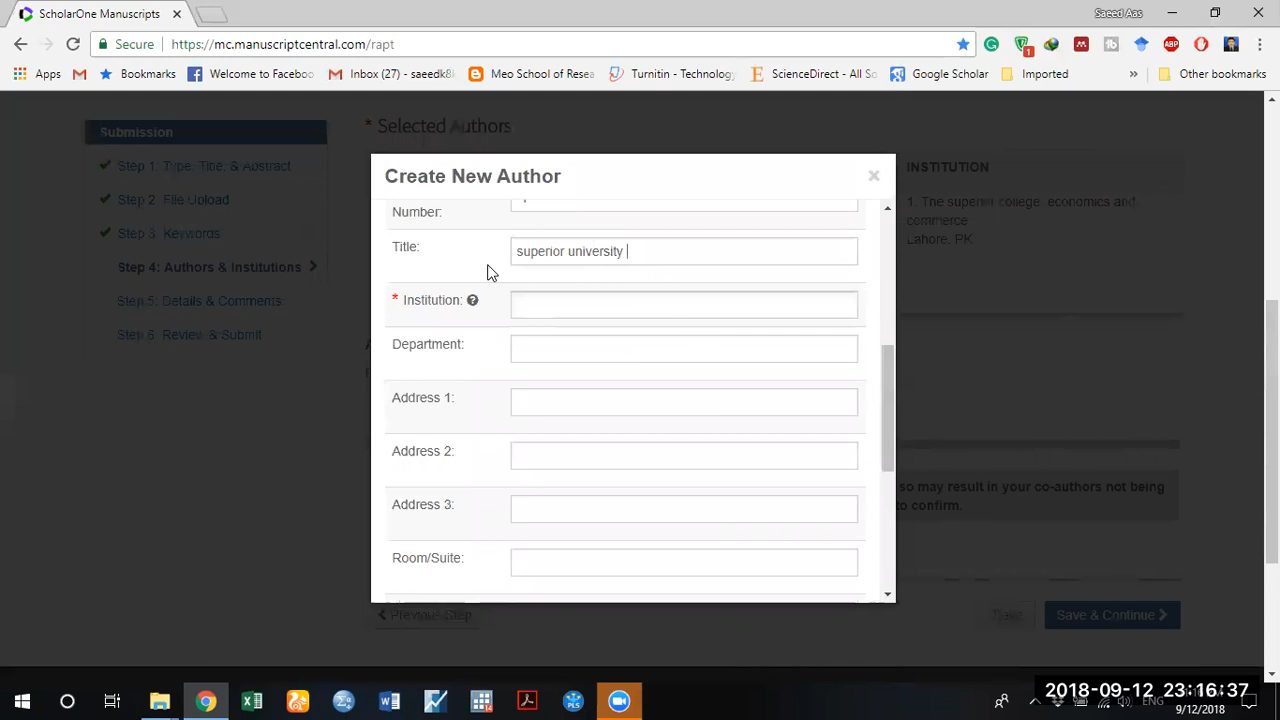 ScholarOne Manuscripts
Saeed Aas
Secure
https://mc.manuscriptcentral.com/rapt
1
Apps
Bookmarks
Welcome to Faceboo
Inbox (27) - saeedk8
Meo School of Resea
Turnitin - Technology
ScienceDirect - All Sc
Google Scholar
Imported
»
Other bookmarks
Submission
Step 1: Type, Title, & Abstract
Step 2: File Upload
Step 3: Keywords
Step 4: Authors & Institutions
Step 5: Details & Comments
Step 6: Review & Submit
* Selected Authors
INSTITUTION
1. The superior college, economics and
commerce
Lahore, PK
Create New Author
×
Number:
Title:
superior university
* Institution:
Department:
Address 1:
Address 2:
Address 3:
Room/Suite:
so may result in your co-authors not being
to confirm.
Previous Step
Save & Continue
ENG
2018-09-12 23:16:37
9/12/2018